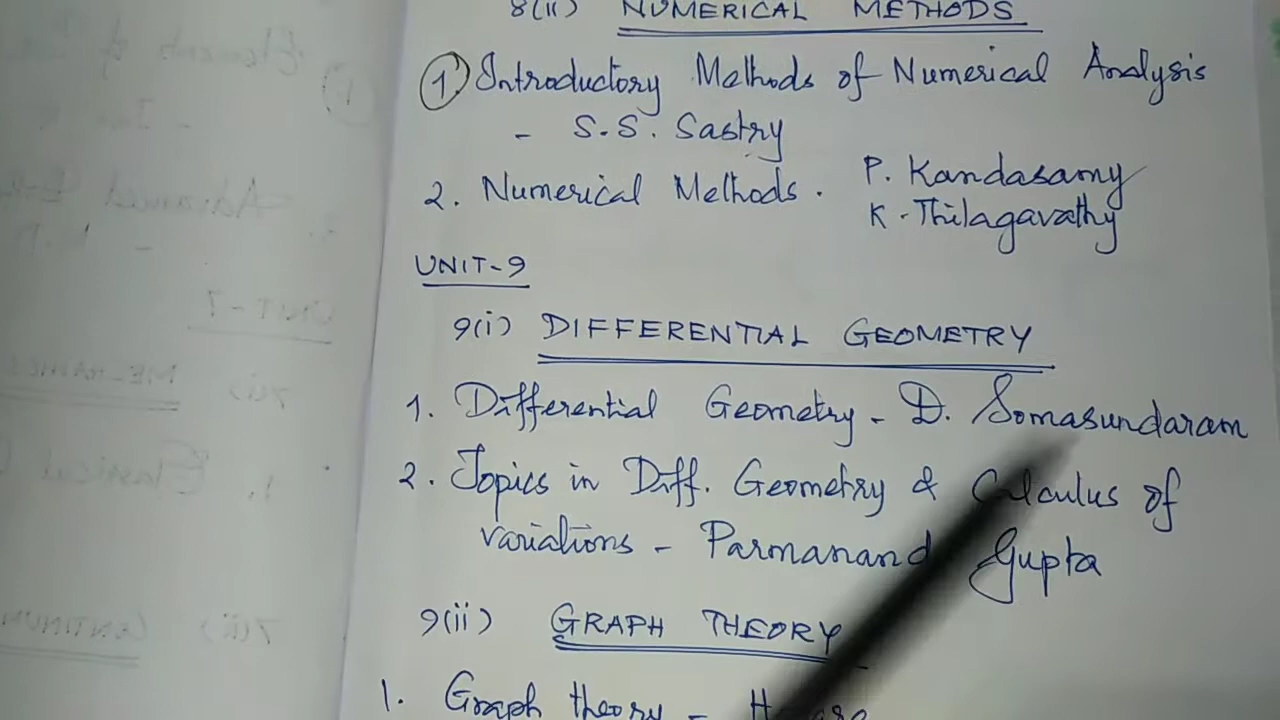 8(ii) NUMERICAL METHODS
1 Introductory Methods of Numerical Analysis
- S.S. Sastry
2. Numerical Methods. P. Kandasamy
K. Thilagavathy
UNIT-9
9(i) DIFFERENTIAL GEOMETRY
1. Differential Geometry - D. Somasundaram
2. Topics in Diff. Geometry & Calculus of
variations - Parmanand Gupta
9(ii) GRAPH THEORY
1. Graph theory -